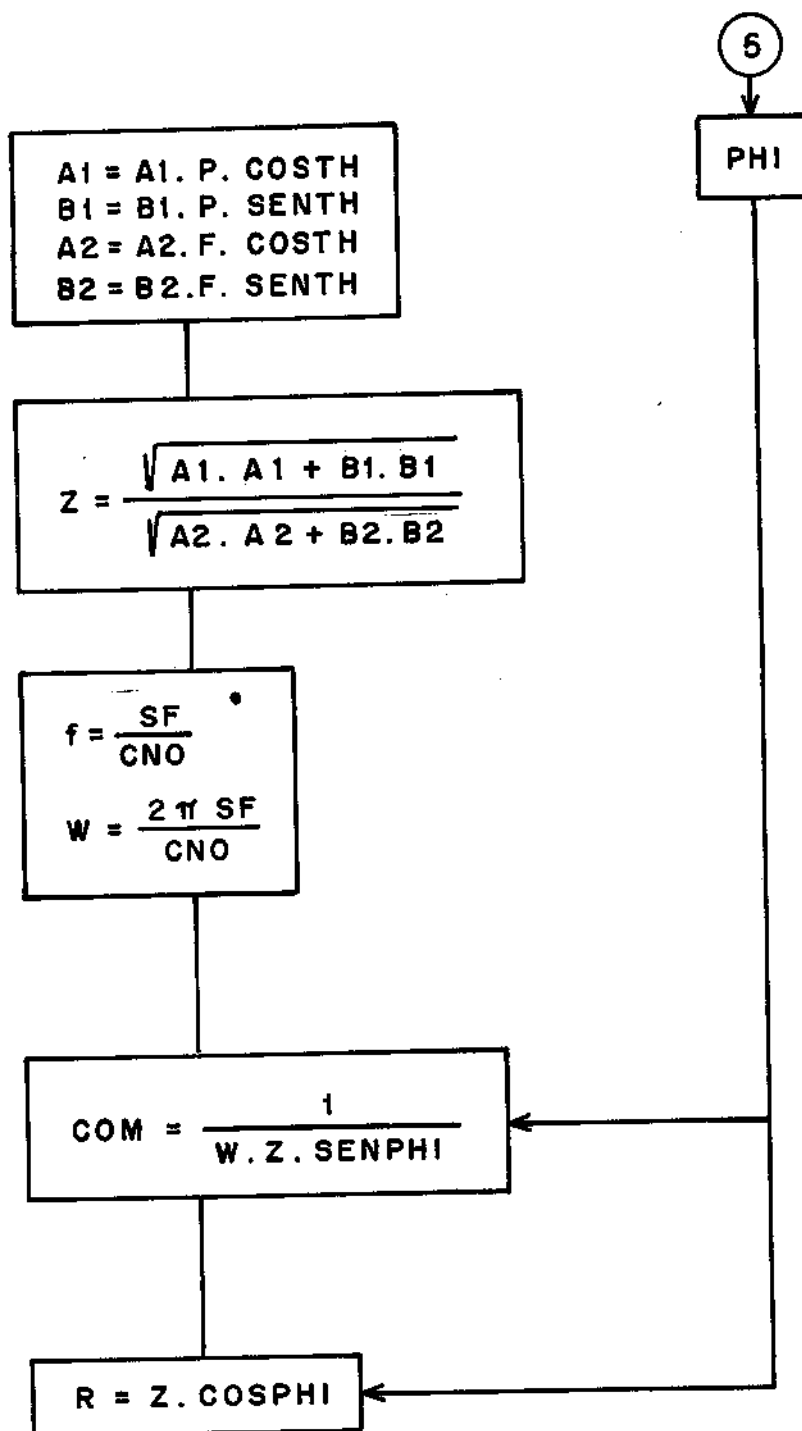 5
PHI
A1 = A1. P. COSTH
B1 = B1. P. SENTH
A2 = A2. F. COSTH
B2 = B2. F. SENTH
Z = √A1. A1 + B1. B1 / √A2. A2 + B2. B2
f = SF / CNO
W = 2 π SF / CNO
COM = 1 / W. Z. SENPHI
R = Z. COSPHI